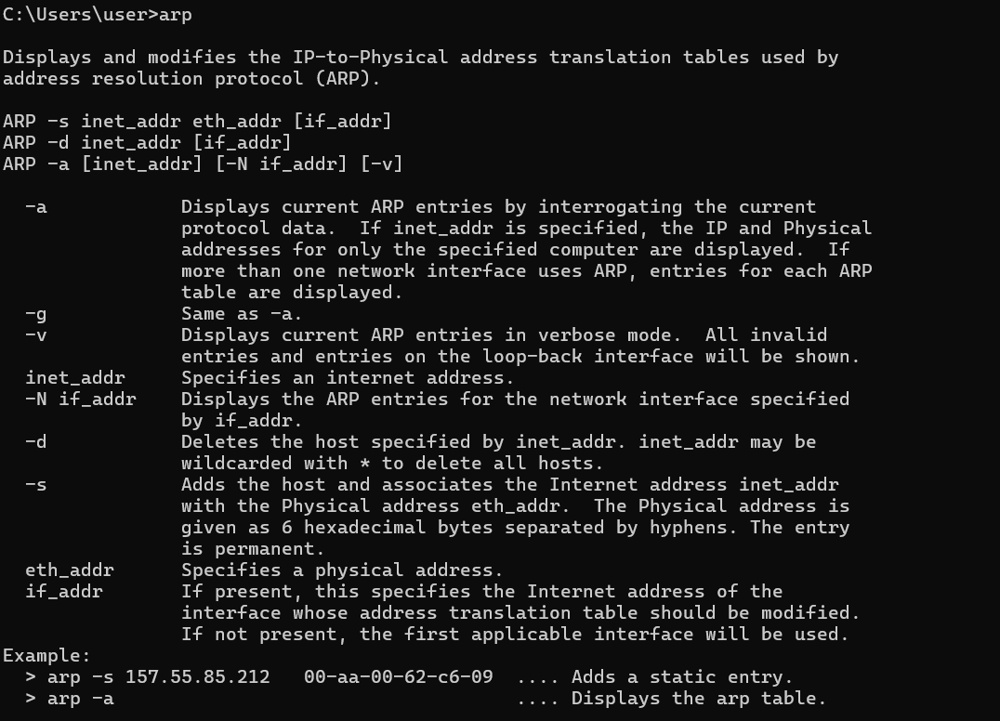 C:\Users\user>arp

Displays and modifies the IP-to-Physical address translation tables used by
address resolution protocol (ARP).

ARP -s inet_addr eth_addr [if_addr]
ARP -d inet_addr [if_addr]
ARP -a [inet_addr] [-N if_addr] [-v]

  -a            Displays current ARP entries by interrogating the current
                protocol data.  If inet_addr is specified, the IP and Physical
                addresses for only the specified computer are displayed.  If
                more than one network interface uses ARP, entries for each ARP
                table are displayed.
  -g            Same as -a.
  -v            Displays current ARP entries in verbose mode.  All invalid
                entries and entries on the loop-back interface will be shown.
  inet_addr     Specifies an internet address.
  -N if_addr    Displays the ARP entries for the network interface specified
                by if_addr.
  -d            Deletes the host specified by inet_addr. inet_addr may be
                wildcarded with * to delete all hosts.
  -s            Adds the host and associates the Internet address inet_addr
                with the Physical address eth_addr.  The Physical address is
                given as 6 hexadecimal bytes separated by hyphens. The entry
                is permanent.
  eth_addr      Specifies a physical address.
  if_addr       If present, this specifies the Internet address of the
                interface whose address translation table should be modified.
                If not present, the first applicable interface will be used.
Example:
  > arp -s 157.55.85.212   00-aa-00-62-c6-09  .... Adds a static entry.
  > arp -a                                    .... Displays the arp table.